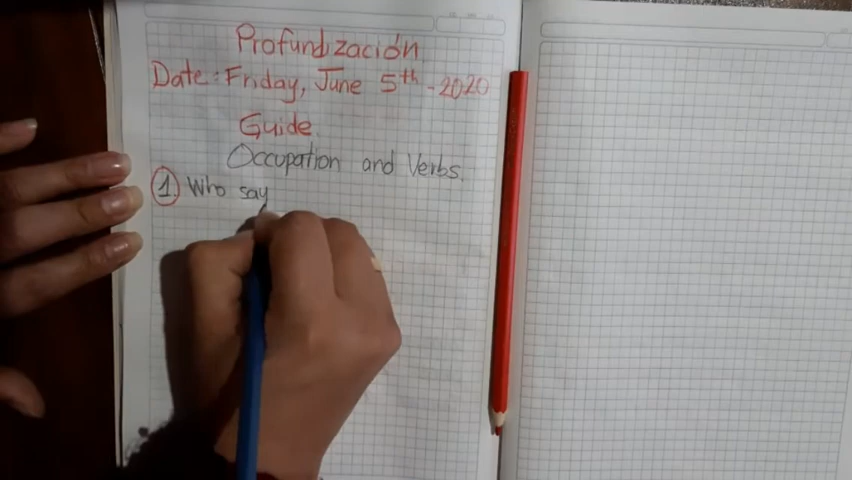 Profundización
Date: Friday, June 5th - 2020
Guide.
Occupation and Verbs.
1. Who say